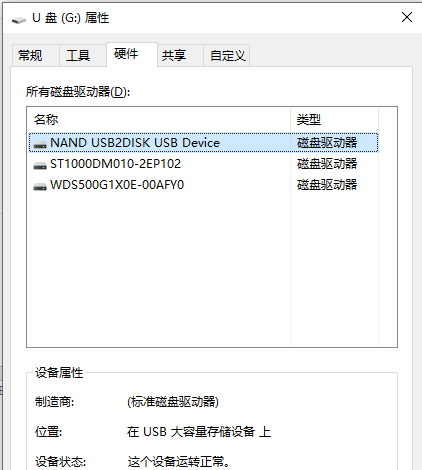 U 盘 (G:) 属性
常规 工具 硬件 共享 自定义
所有磁盘驱动器(D):
名称 类型
NAND USB2DISK USB Device 磁盘驱动器
ST1000DM010-2EP102 磁盘驱动器
WDS500G1X0E-00AFY0 磁盘驱动器
设备属性
制造商: (标准磁盘驱动器)
位置: 在 USB 大容量存储设备 上
设备状态: 这个设备运转正常。